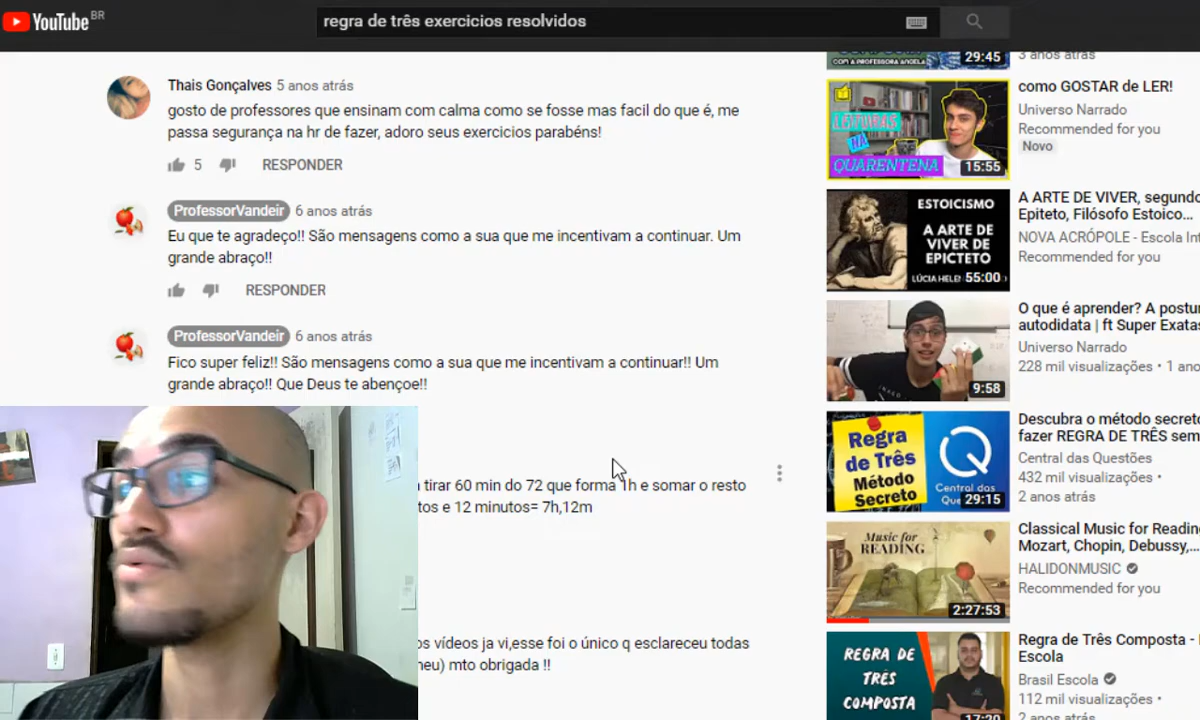 YouTube BR
regra de três exercicios resolvidos
Thais Gonçalves 5 anos atrás
gosto de professores que ensinam com calma como se fosse mas facil do que é, me
passa segurança na hr de fazer, adoro seus exercicios parabéns!
5 RESPONDER
ProfessorVandeir 6 anos atrás
Eu que te agradeço!! São mensagens como a sua que me incentivam a continuar. Um
grande abraço!!
RESPONDER
ProfessorVandeir 6 anos atrás
Fico super feliz!! São mensagens como a sua que me incentivam a continuar!! Um
grande abraço!! Que Deus te abençoe!!
tirar 60 min do 72 que forma 1h e somar o resto
tos e 12 minutos= 7h,12m
os vídeos ja vi,esse foi o único q esclareceu todas
neu) mto obrigada !!
COM A PROFESSORA ANGELA
29:45
3 anos atrás
LEITURAS
NA
QUARENTENA
15:55
como GOSTAR de LER!
Universo Narrado
Recommended for you
Novo
ESTOICISMO
A ARTE DE
VIVER DE
EPICTETO
LÚCIA HELE
55:00
A ARTE DE VIVER, segundo
Epiteto, Filósofo Estoico...
NOVA ACRÓPOLE - Escola Int
Recommended for you
9:58
O que é aprender? A postur
autodidata | ft Super Exatas
Universo Narrado
228 mil visualizações • 1 ano
Regra
de Três
Método
Secreto
Central das
Que
29:15
Descubra o método secreto
fazer REGRA DE TRÊS sem
Central das Questões
432 mil visualizações •
2 anos atrás
Music for
READING
2:27:53
Classical Music for Reading
Mozart, Chopin, Debussy,...
HALIDONMUSIC
Recommended for you
REGRA DE
TRÊS
COMPOSTA
17:20
Regra de Três Composta -
Escola
Brasil Escola
112 mil visualizações •
2 anos atrás